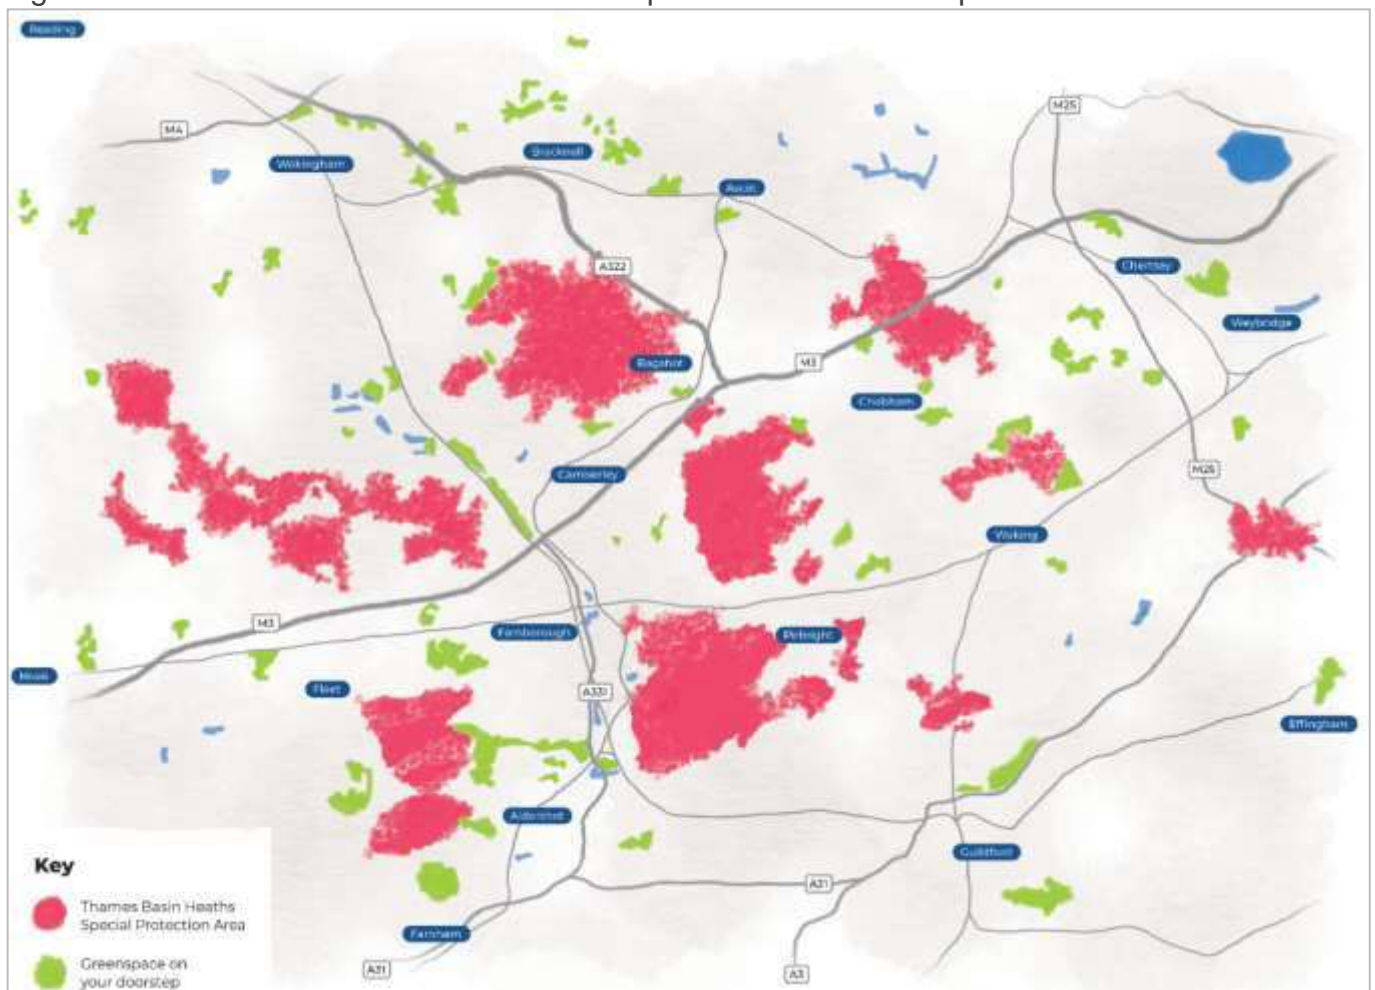 Reading
M4
Wokingham
Bracknell
Ascot
M25
A322
Chertsey
Weybridge
Bagshot
M3
Chobham
Camberley
M25
Woking
M3
Farnborough
Pirbright
Hook
Fleet
A331
Effingham
Aldershot
Guildford
A31
Farnham
A31
A3
Key
Thames Basin Heaths
Special Protection Area
Greenspace on
your doorstep